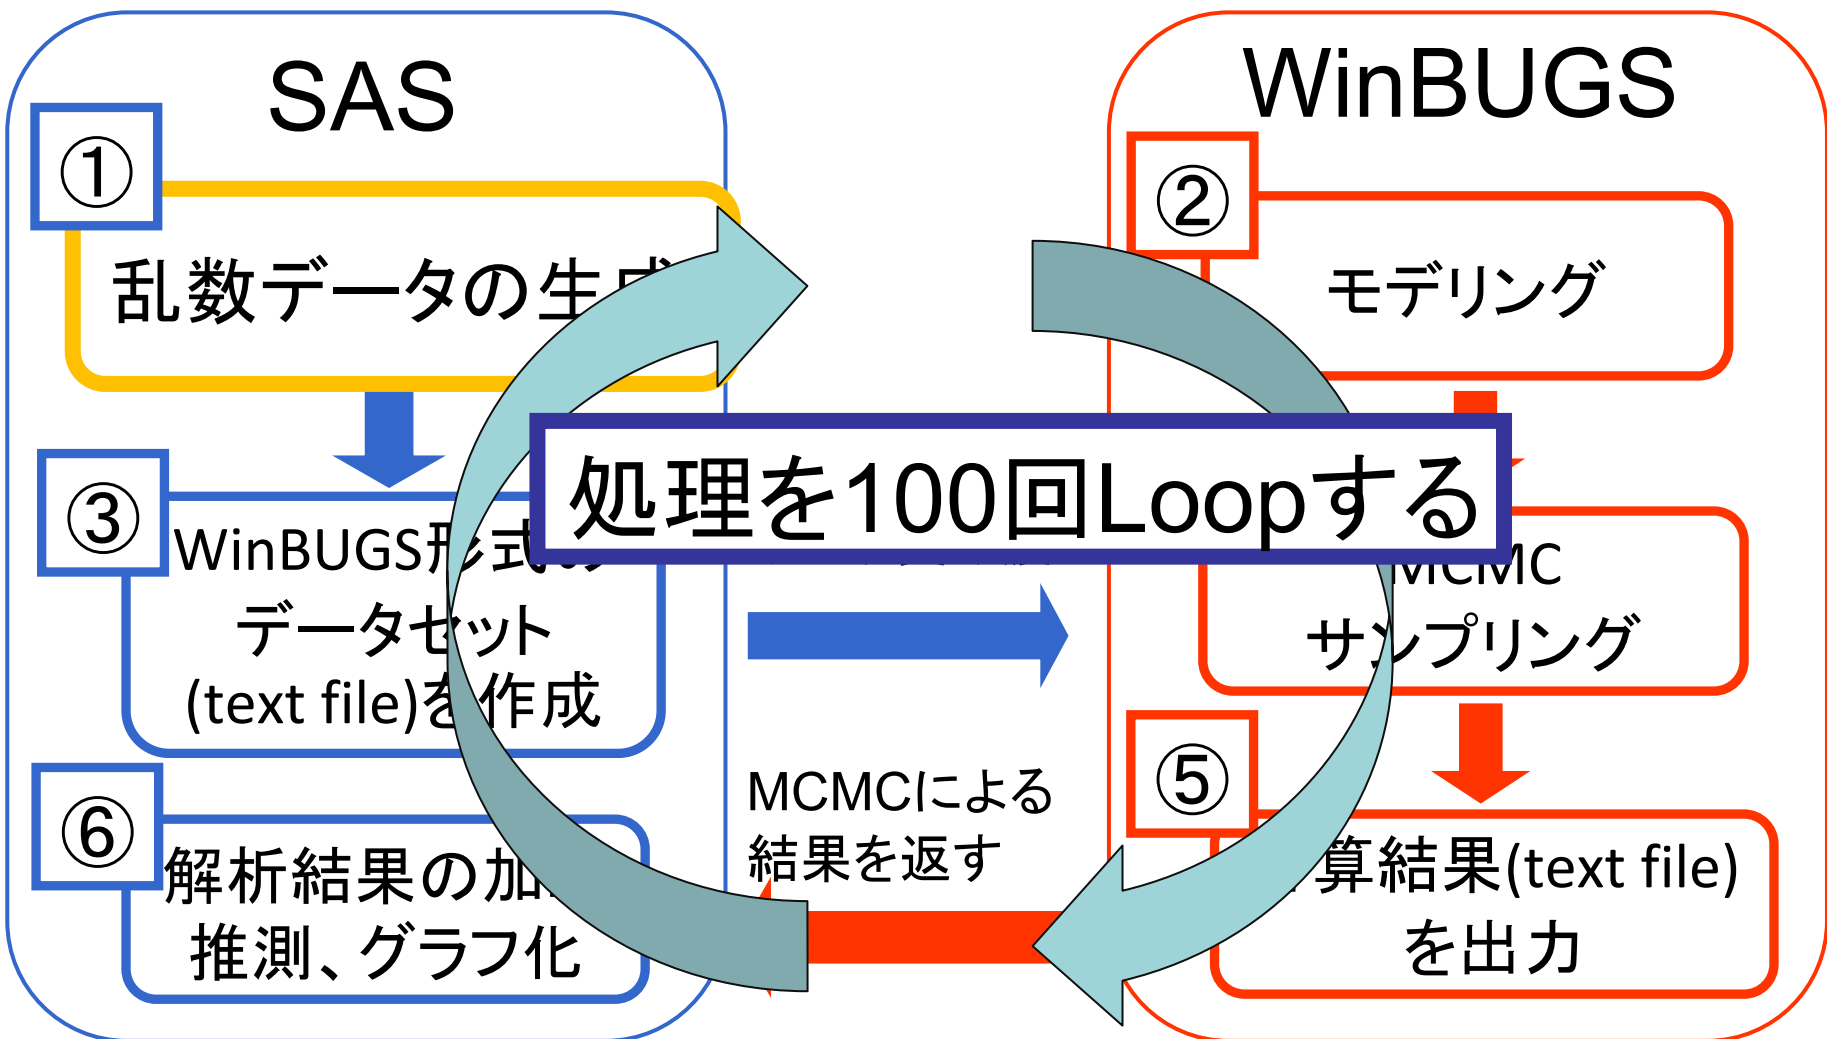 SAS
①
乱数データの生成
③
WinBUGS形式の
データセット
(text file)を作成
⑥
解析結果の加
推測、グラフ化
処理を100回Loopする
MCMCによる
結果を返す
WinBUGS
②
モデリング
MCMC
サンプリング
⑤
算結果(text file)
を出力